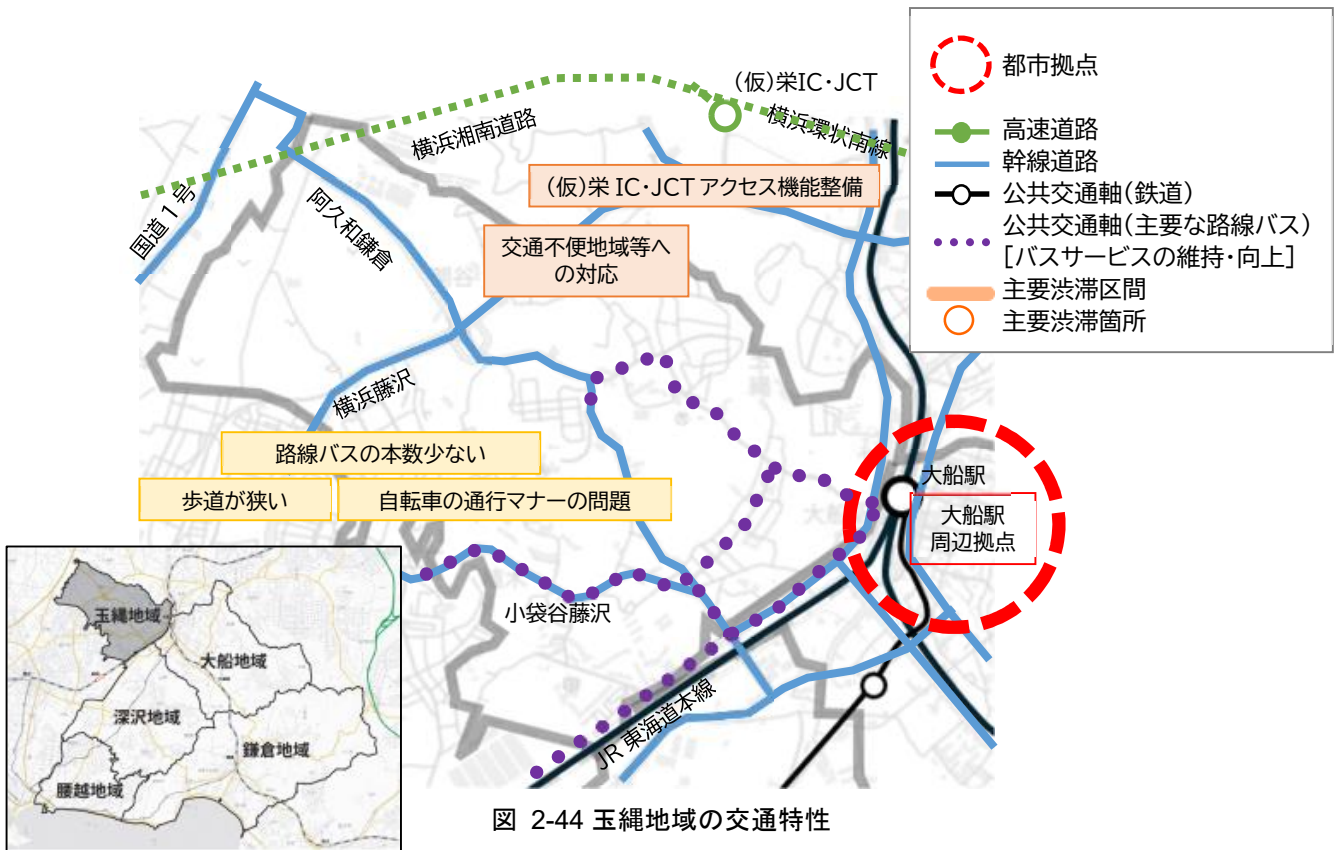 都市拠点
高速道路
幹線道路
公共交通軸(鉄道)
公共交通軸(主要な路線バス)
[バスサービスの維持・向上]
主要渋滞区間
主要渋滞箇所
(仮)栄IC・JCT
横浜環状南線
横浜湘南道路
国道1号
阿久和鎌倉
(仮)栄 IC・JCT アクセス機能整備
交通不便地域等へ
の対応
横浜藤沢
路線バスの本数少ない
歩道が狭い
自転車の通行マナーの問題
大船駅
大船駅
周辺拠点
小袋谷藤沢
JR 東海道本線
玉縄地域
大船地域
深沢地域
鎌倉地域
腰越地域
図 2-44 玉縄地域の交通特性